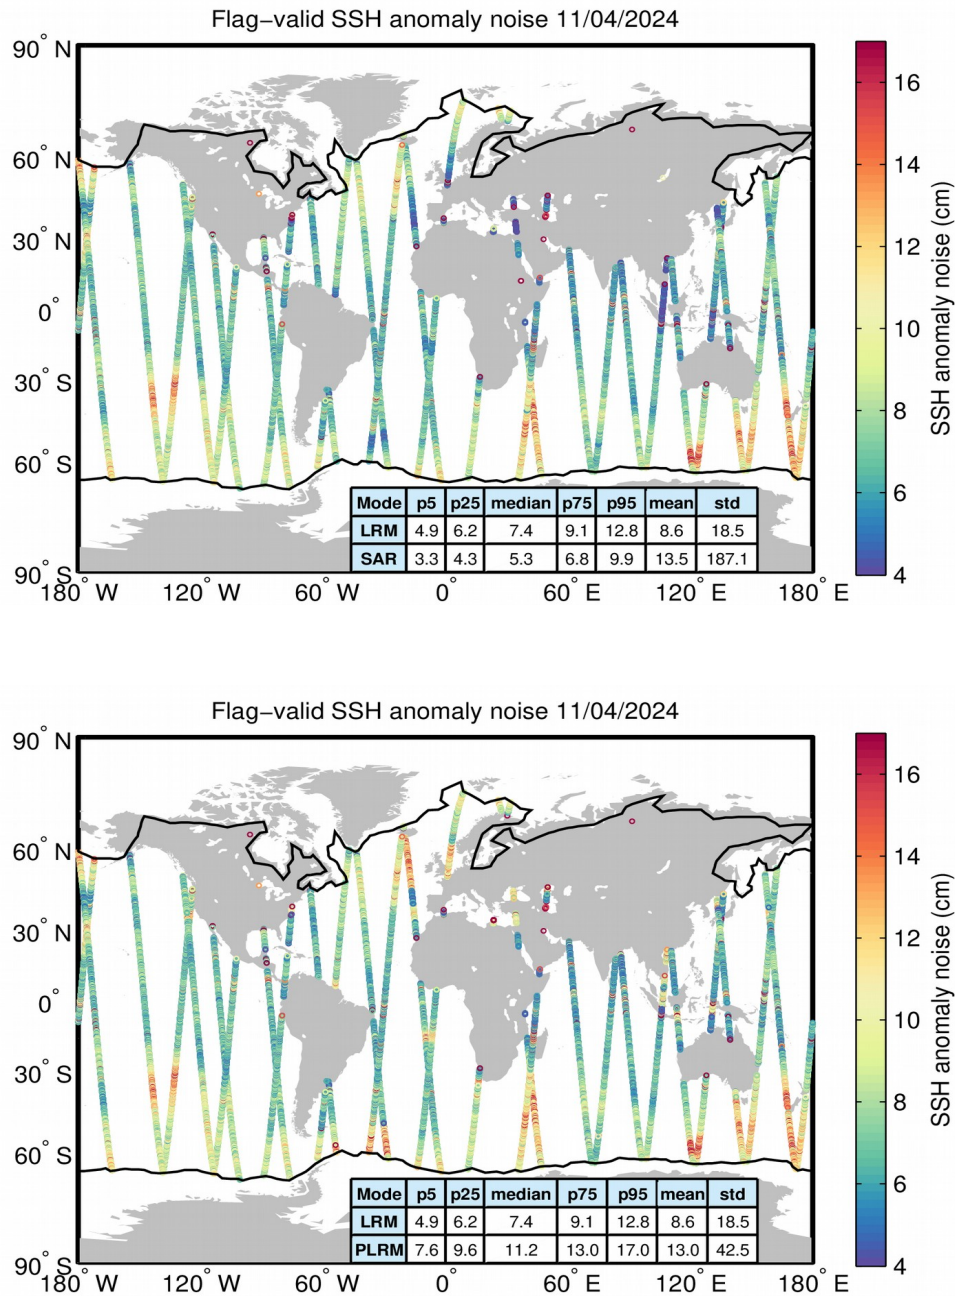 Flag−valid SSH anomaly noise 11/04/2024
90° N
60° N
30° N
0°
30° S
60° S
90° S
180° W
120° W
60° W
0°
60° E
120° E
180° E
16
14
12
10
8
6
4
SSH anomaly noise (cm)
Mode p5 p25 median p75 p95 mean std
LRM 4.9 6.2 7.4 9.1 12.8 8.6 18.5
SAR 3.3 4.3 5.3 6.8 9.9 13.5 187.1
Flag−valid SSH anomaly noise 11/04/2024
90° N
60° N
30° N
0°
30° S
60° S
90° S
180° W
120° W
60° W
0°
60° E
120° E
180° E
16
14
12
10
8
6
4
SSH anomaly noise (cm)
Mode p5 p25 median p75 p95 mean std
LRM 4.9 6.2 7.4 9.1 12.8 8.6 18.5
PLRM 7.6 9.6 11.2 13.0 17.0 13.0 42.5